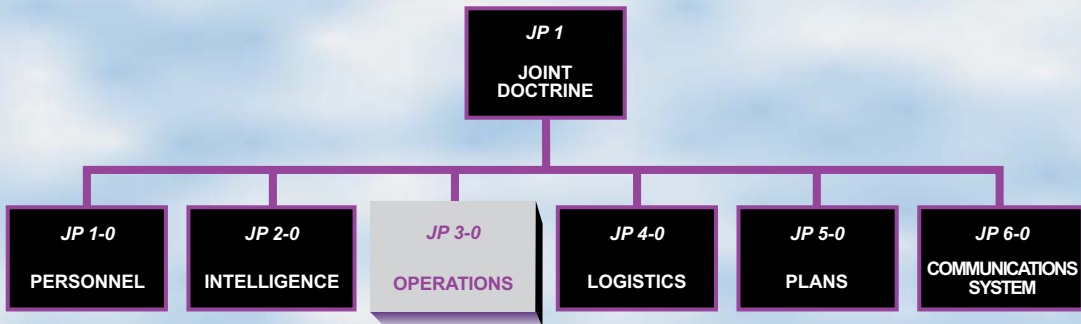 JP 1
JOINT
DOCTRINE
JP 1-0
PERSONNEL
JP 2-0
INTELLIGENCE
JP 3-0
OPERATIONS
JP 4-0
LOGISTICS
JP 5-0
PLANS
JP 6-0
COMMUNICATIONS
SYSTEM